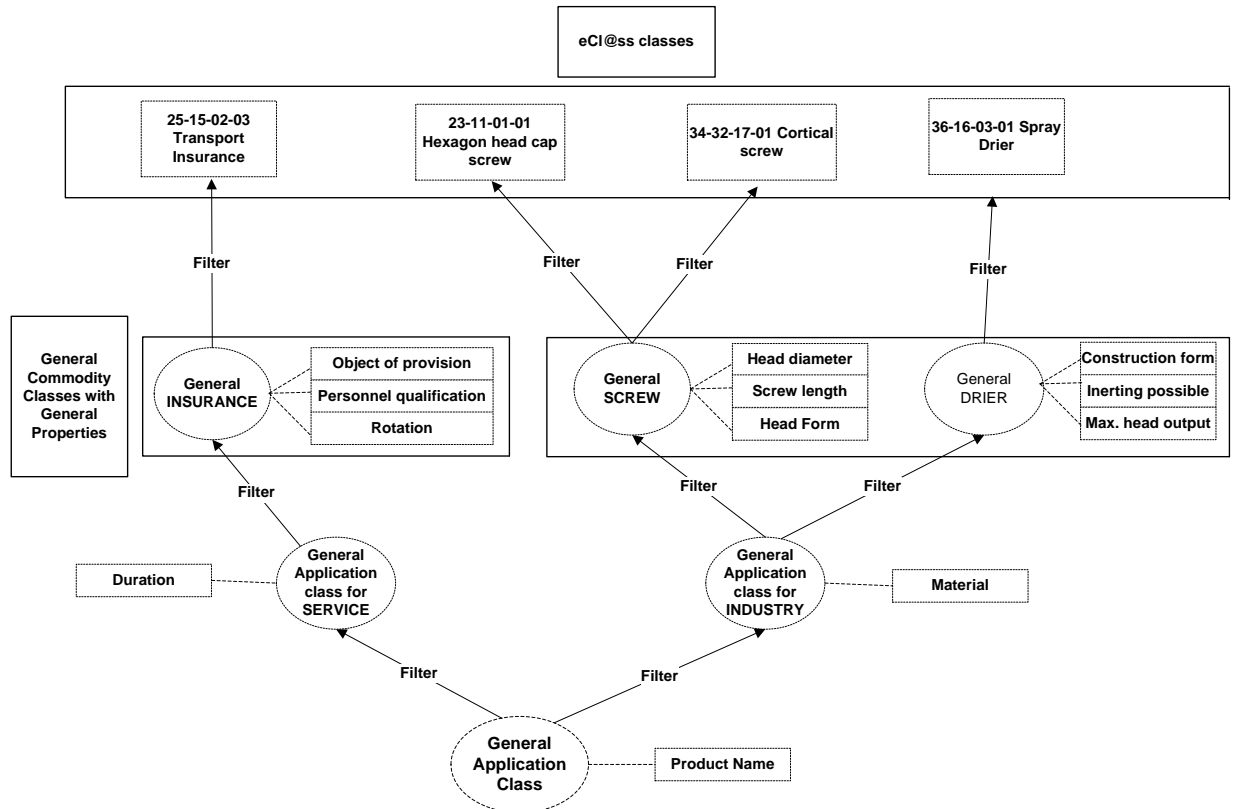 eCl@ss classes
25-15-02-03
Transport
Insurance
23-11-01-01
Hexagon head cap
screw
34-32-17-01 Cortical
screw
36-16-03-01 Spray
Drier
Filter
Filter
Filter
Filter
General
Commodity
Classes with
General
Properties
General
INSURANCE
Object of provision
Personnel qualification
Rotation
General
SCREW
Head diameter
Screw length
Head Form
General
DRIER
Construction form
Inerting possible
Max. head output
Filter
Filter
Filter
Duration
General
Application
class for
SERVICE
General
Application
class for
INDUSTRY
Material
Filter
Filter
General
Application
Class
Product Name